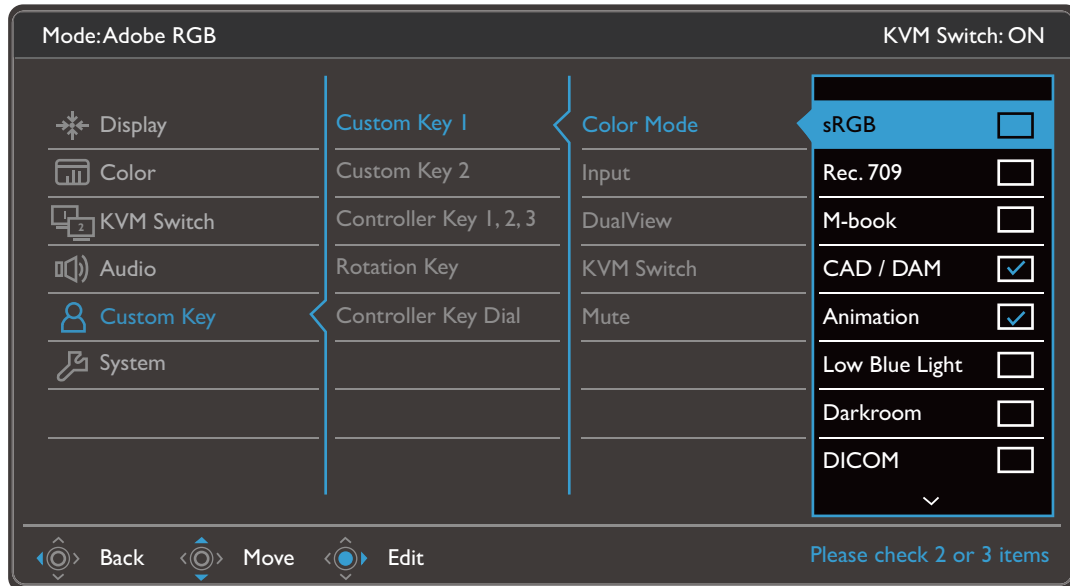 Mode: Adobe RGB KVM Switch: ON
Display
Color
1 2 KVM Switch
Audio
Custom Key
System
Custom Key 1
Custom Key 2
Controller Key 1, 2, 3
Rotation Key
Controller Key Dial
Color Mode
Input
DualView
KVM Switch
Mute
sRGB
Rec. 709
M-book
CAD / DAM
Animation
Low Blue Light
Darkroom
DICOM
Back Move Edit Please check 2 or 3 items